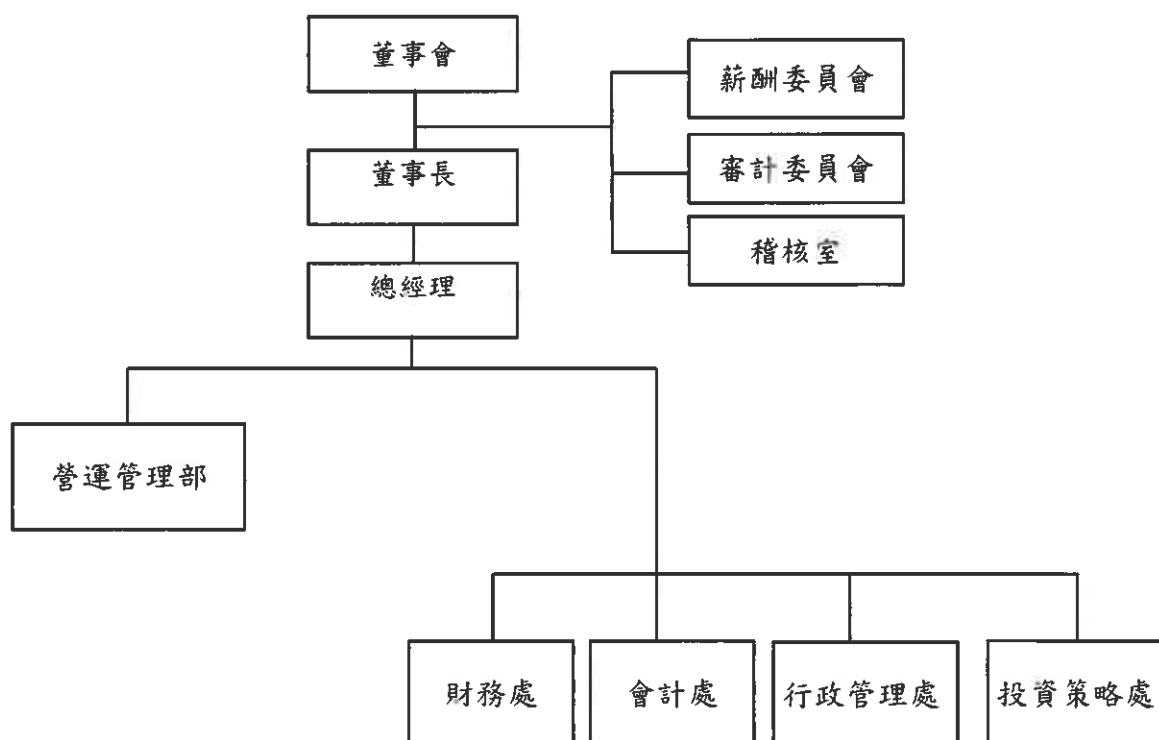 董事會
薪酬委員會
審計委員會
董事長
稽核室
總經理
營運管理部
財務處
會計處
行政管理處
投資策略處